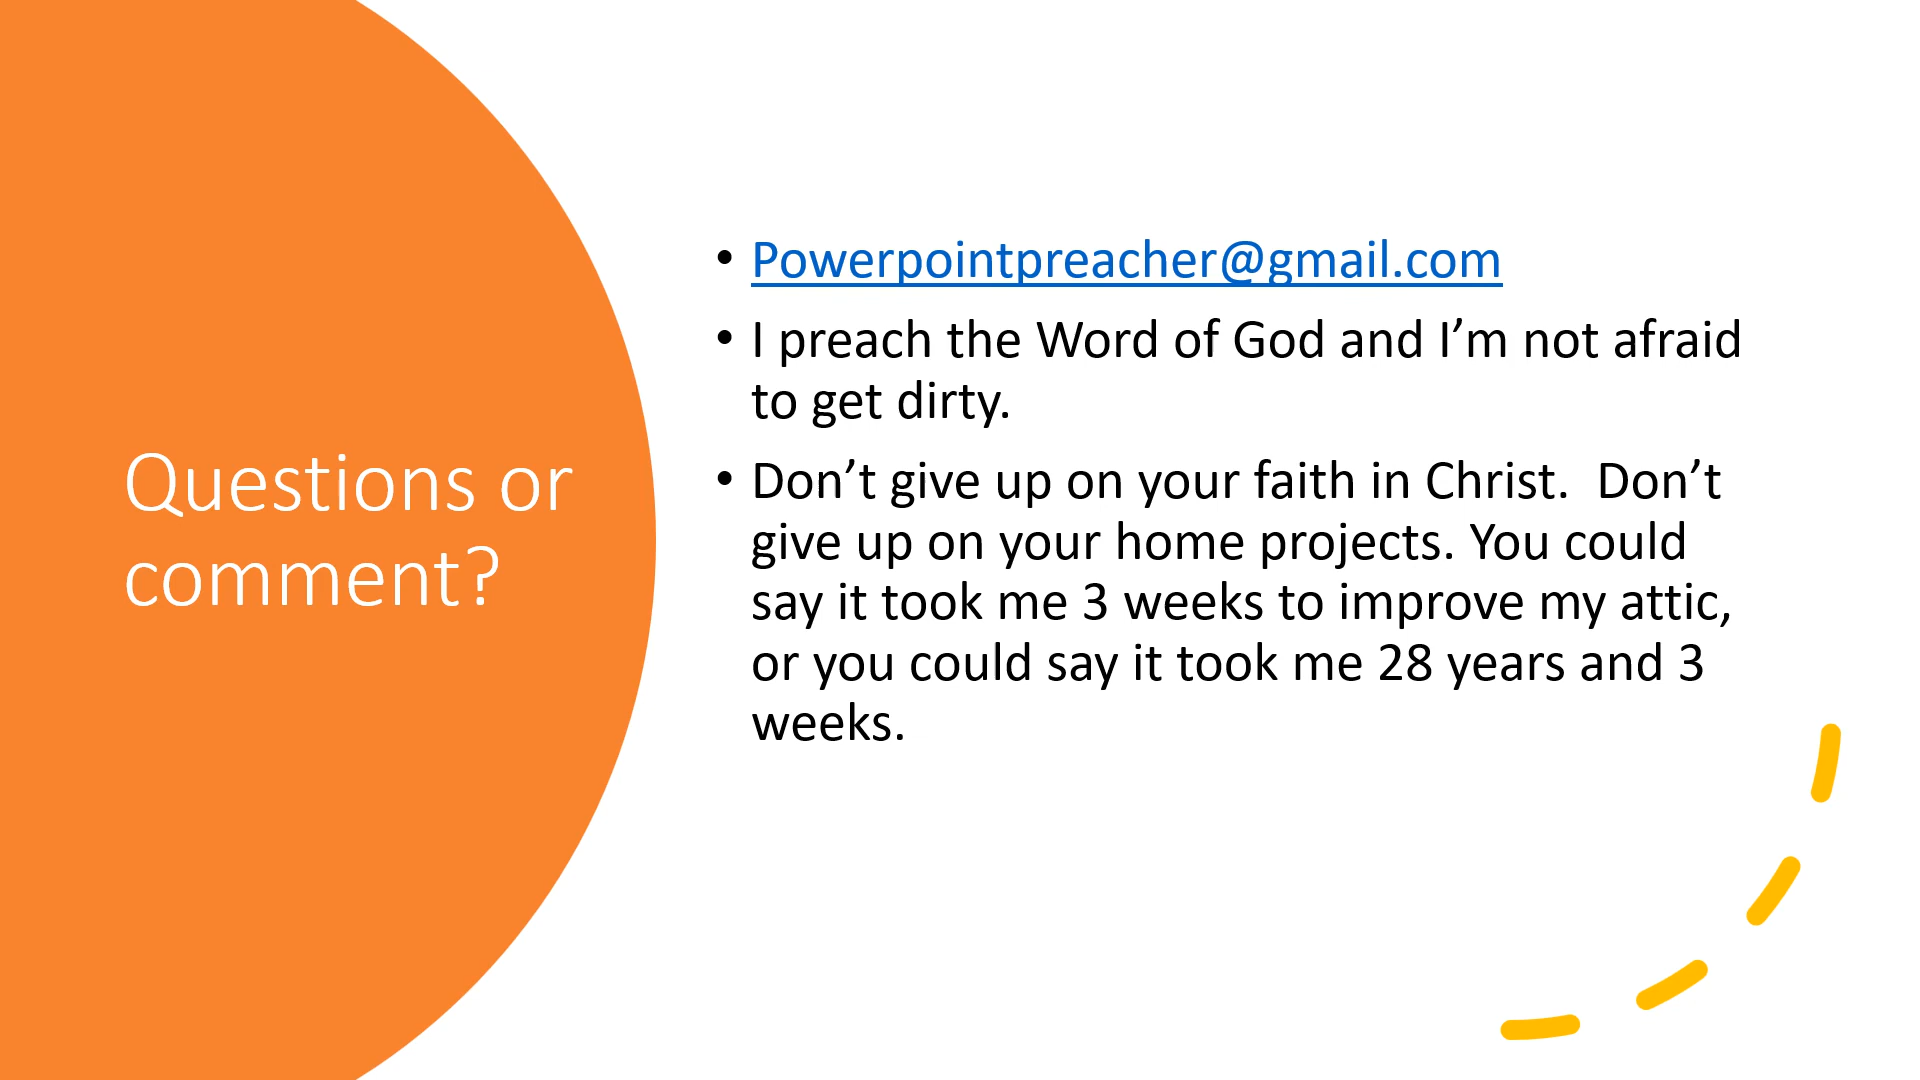 Questions or
comment?
• Powerpointpreacher@gmail.com
• I preach the Word of God and I’m not afraid
to get dirty.
• Don’t give up on your faith in Christ.  Don’t
give up on your home projects. You could
say it took me 3 weeks to improve my attic,
or you could say it took me 28 years and 3
weeks.